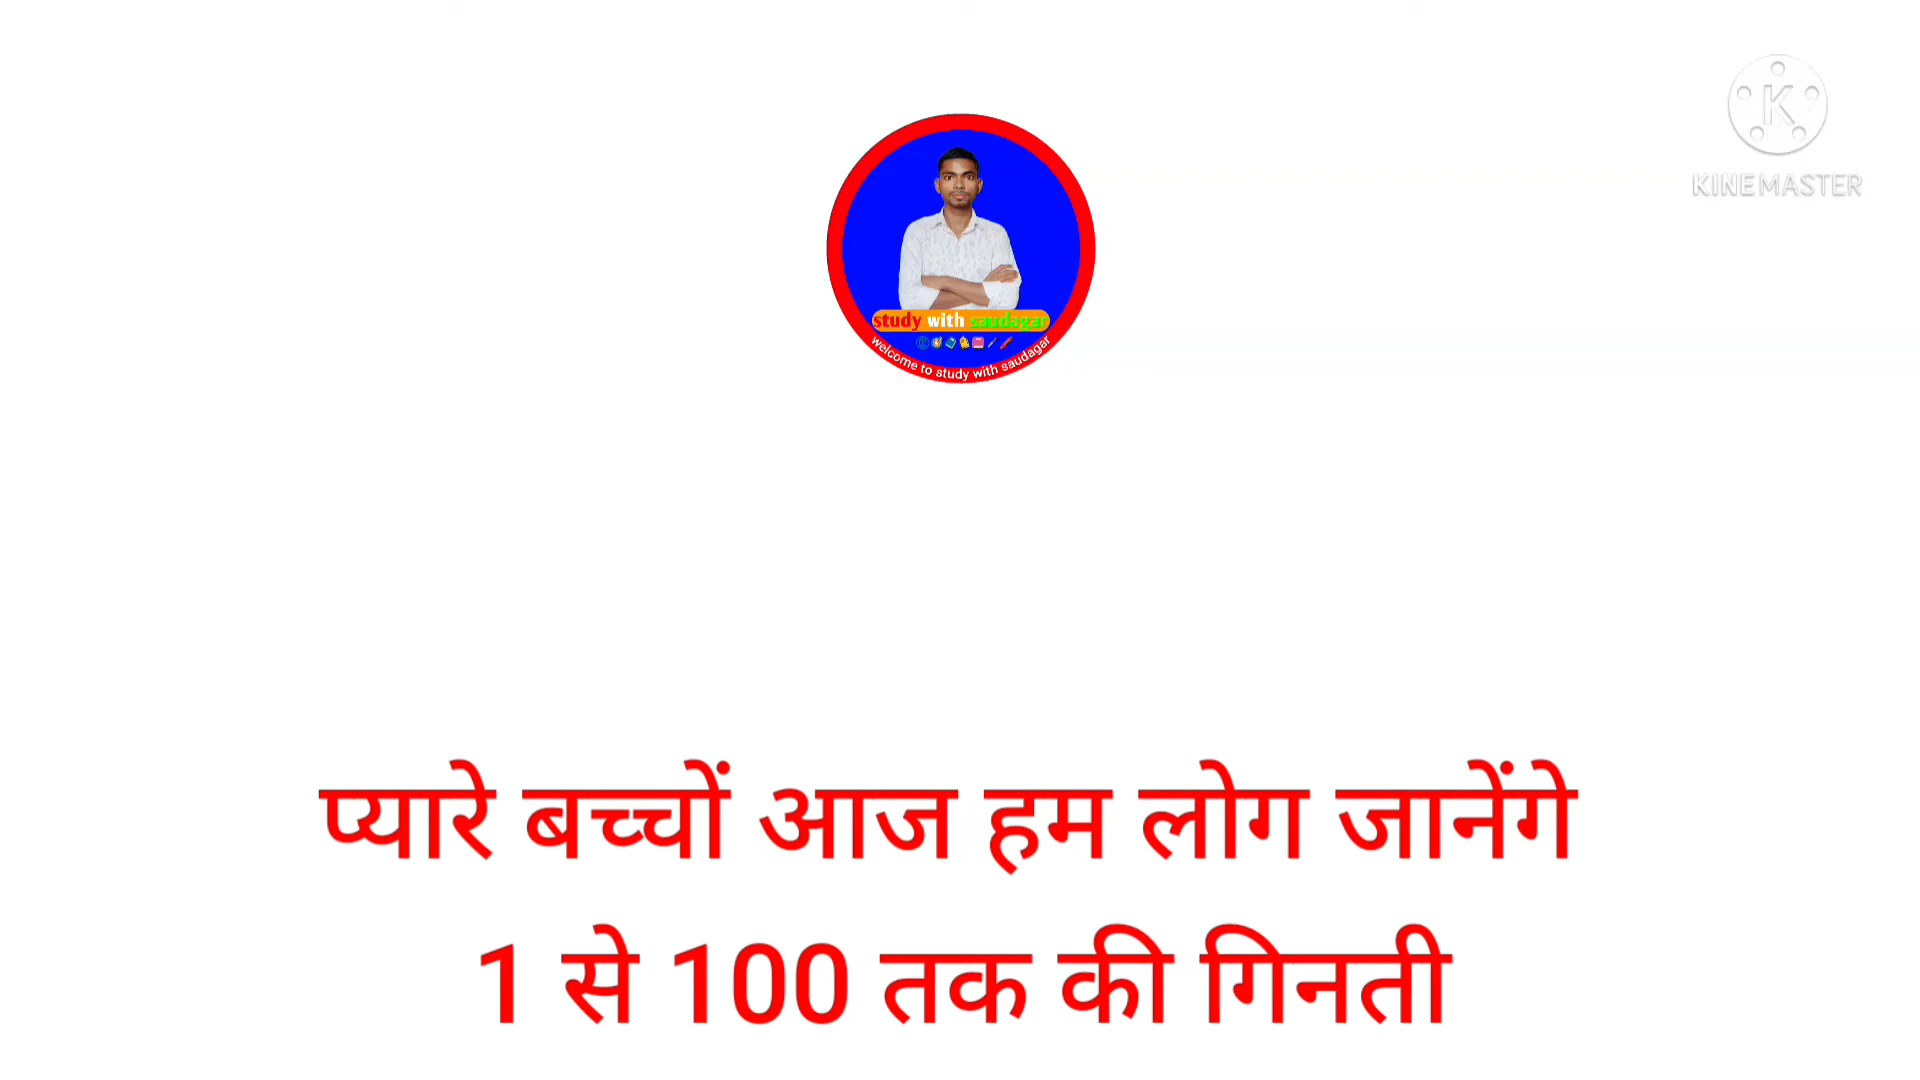 KINEMASTER
study with saudagar
welcome to study with saudagar
प्यारे बच्चों आज हम लोग जानेंगे
1 से 100 तक की गिनती